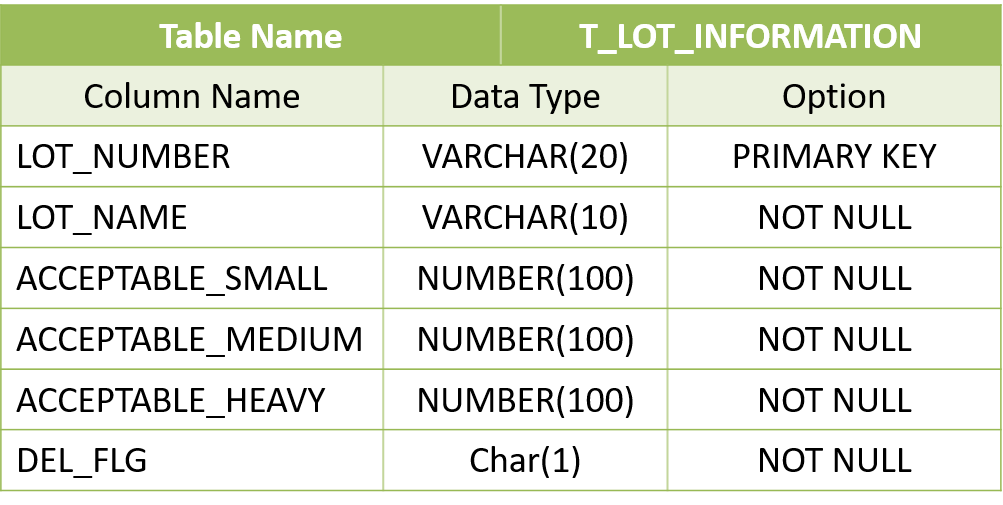 Table Name T_LOT_INFORMATION
Column Name Data Type Option
LOT_NUMBER VARCHAR(20) PRIMARY KEY
LOT_NAME VARCHAR(10) NOT NULL
ACCEPTABLE_SMALL NUMBER(100) NOT NULL
ACCEPTABLE_MEDIUM NUMBER(100) NOT NULL
ACCEPTABLE_HEAVY NUMBER(100) NOT NULL
DEL_FLG Char(1) NOT NULL